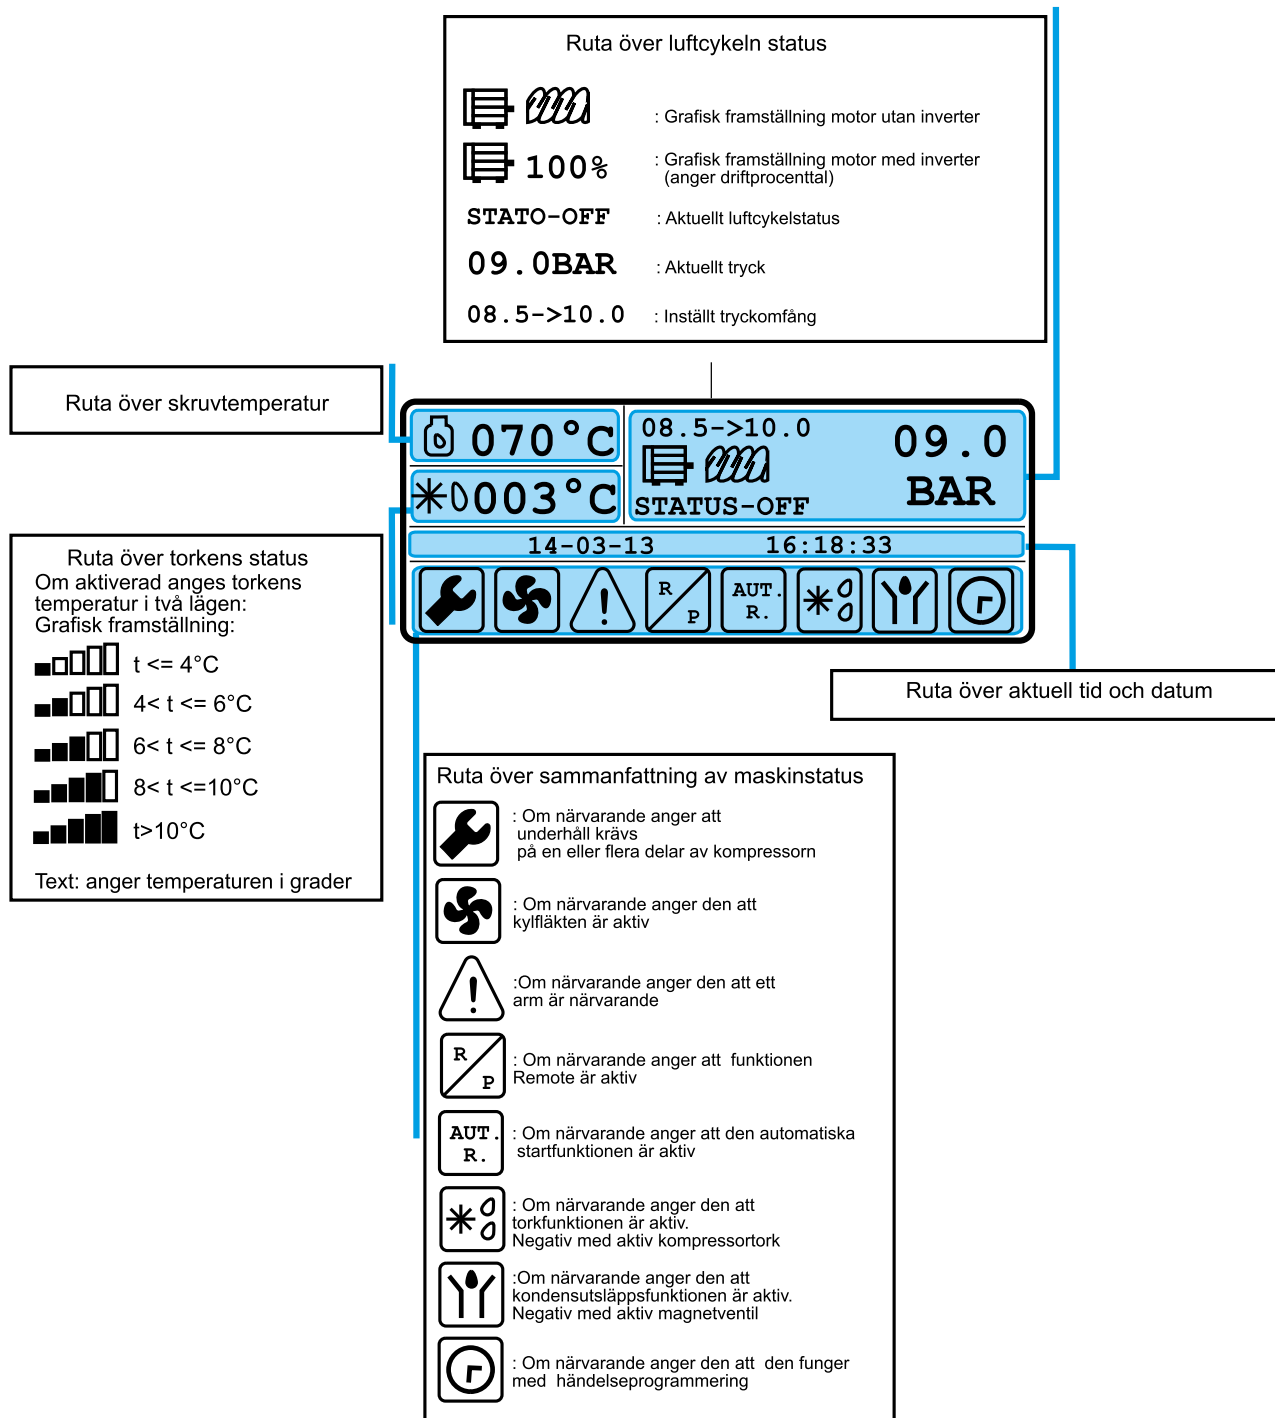 Ruta över luftcykeln status
: Grafisk framställning motor utan inverter
100%
: Grafisk framställning motor med inverter
(anger driftprocenttal)
STATO-OFF
: Aktuellt luftcykelstatus
09.0BAR
: Aktuellt tryck
08.5->10.0
: Inställt tryckomfång
Ruta över skruvtemperatur
070°C
08.5->10.0
09.0
BAR
003°C
STATUS-OFF
14-03-13 16:18:33
R
P
AUT.
R.
Ruta över torkens status
Om aktiverad anges torkens
temperatur i två lägen:
Grafisk framställning:
t <= 4°C
4< t <= 6°C
6< t <= 8°C
8< t <=10°C
t>10°C
Text: anger temperaturen i grader
Ruta över aktuell tid och datum
Ruta över sammanfattning av maskinstatus
: Om närvarande anger att
underhåll krävs
på en eller flera delar av kompressorn
: Om närvarande anger den att
kylfläkten är aktiv
:Om närvarande anger den att ett
arm är närvarande
R
P
: Om närvarande anger att funktionen
Remote är aktiv
AUT.
R.
: Om närvarande anger att den automatiska
startfunktionen är aktiv
: Om närvarande anger den att
torkfunktionen är aktiv.
Negativ med aktiv kompressortork
:Om närvarande anger den att
kondensutsläppsfunktionen är aktiv.
Negativ med aktiv magnetventil
: Om närvarande anger den att den funger
med händelseprogrammering